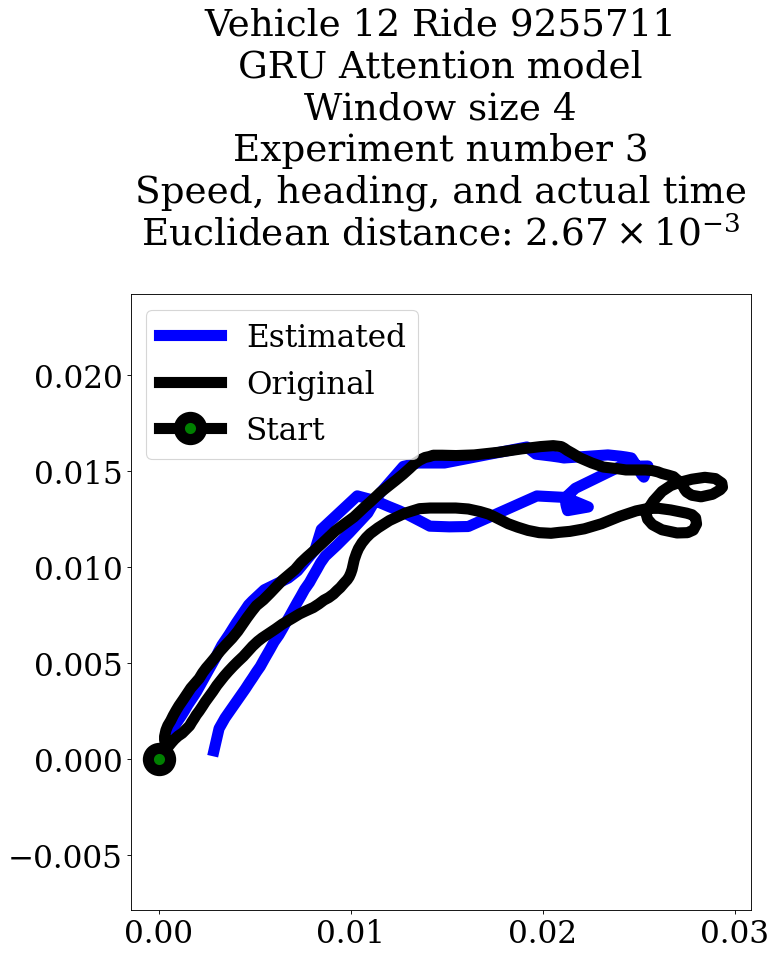 Vehicle 12 Ride 9255711
GRU Attention model
Window size 4
Experiment number 3
Speed, heading, and actual time
Euclidean distance: 2.67 × 10⁻³
Estimated
Original
Start
0.020
0.015
0.010
0.005
0.000
−0.005
0.00 0.01 0.02 0.03